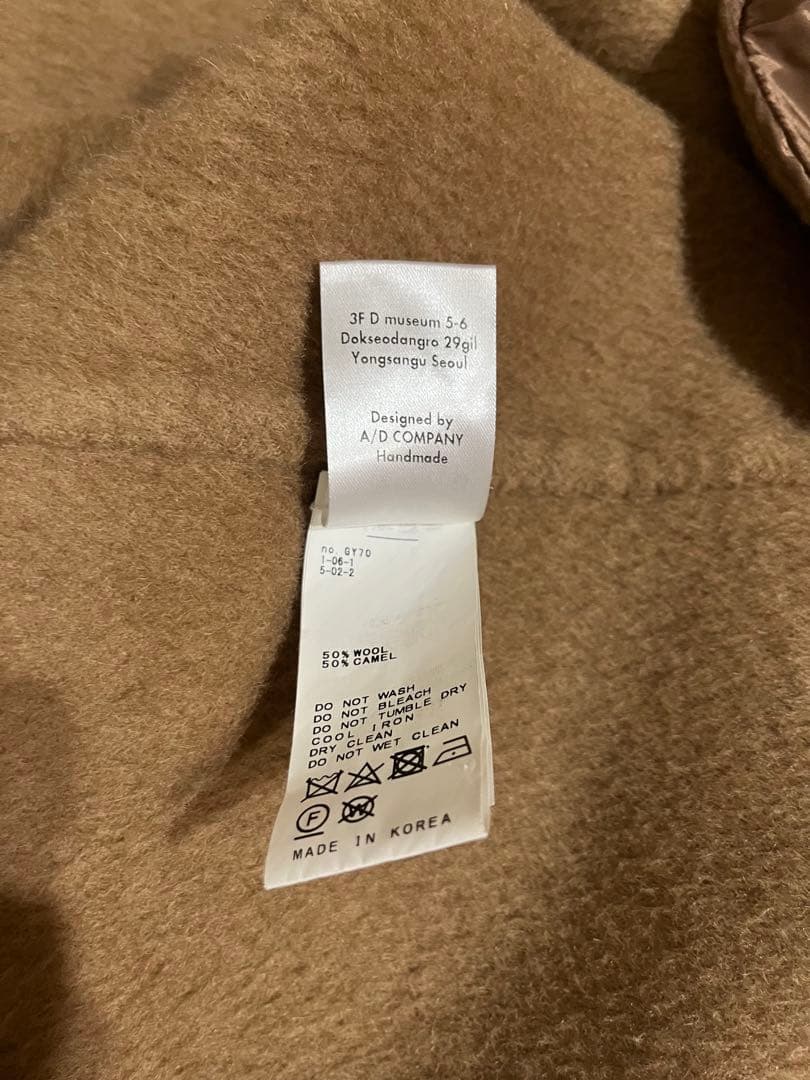 3F D museum 5-6
Dokseodangro 29gil
Yongsangu Seoul
Designed by
A/D COMPANY
Handmade
no. GY70
1-06-1
5-02-2
50% WOOL
50% CAMEL
DO NOT WASH
DO NOT BLEACH
DO NOT TUMBLE DRY
COOL IRON
DRY CLEAN
DO NOT WET CLEAN
F W
MADE IN KOREA